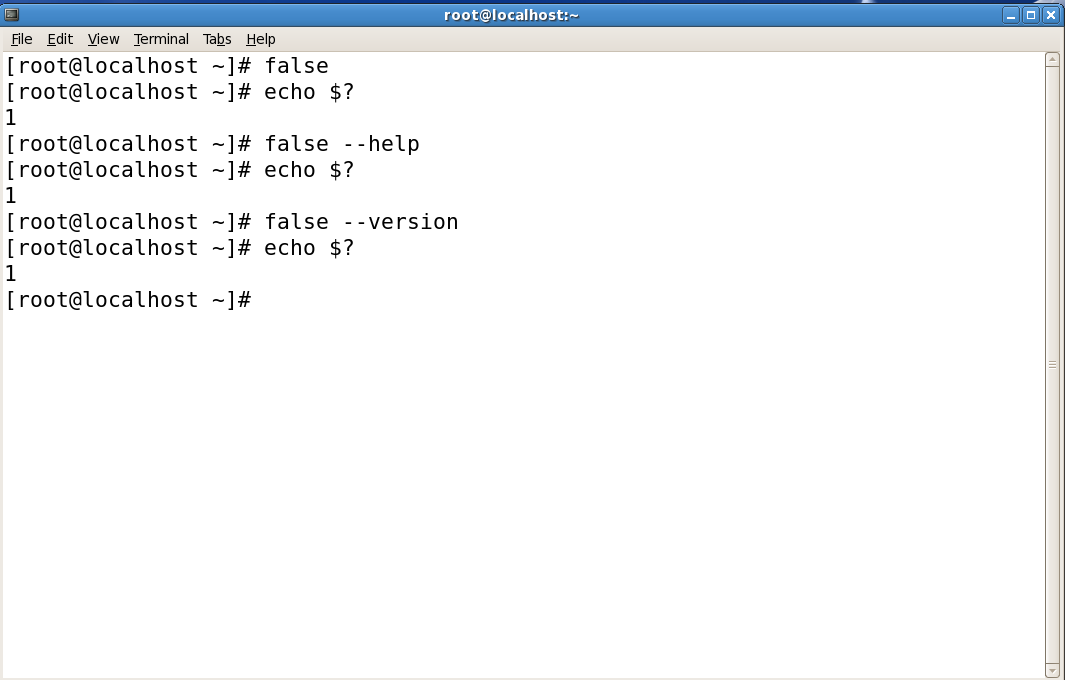 root@localhost:~
File Edit View Terminal Tabs Help
[root@localhost ~]# false
[root@localhost ~]# echo $?
1
[root@localhost ~]# false --help
[root@localhost ~]# echo $?
1
[root@localhost ~]# false --version
[root@localhost ~]# echo $?
1
[root@localhost ~]#